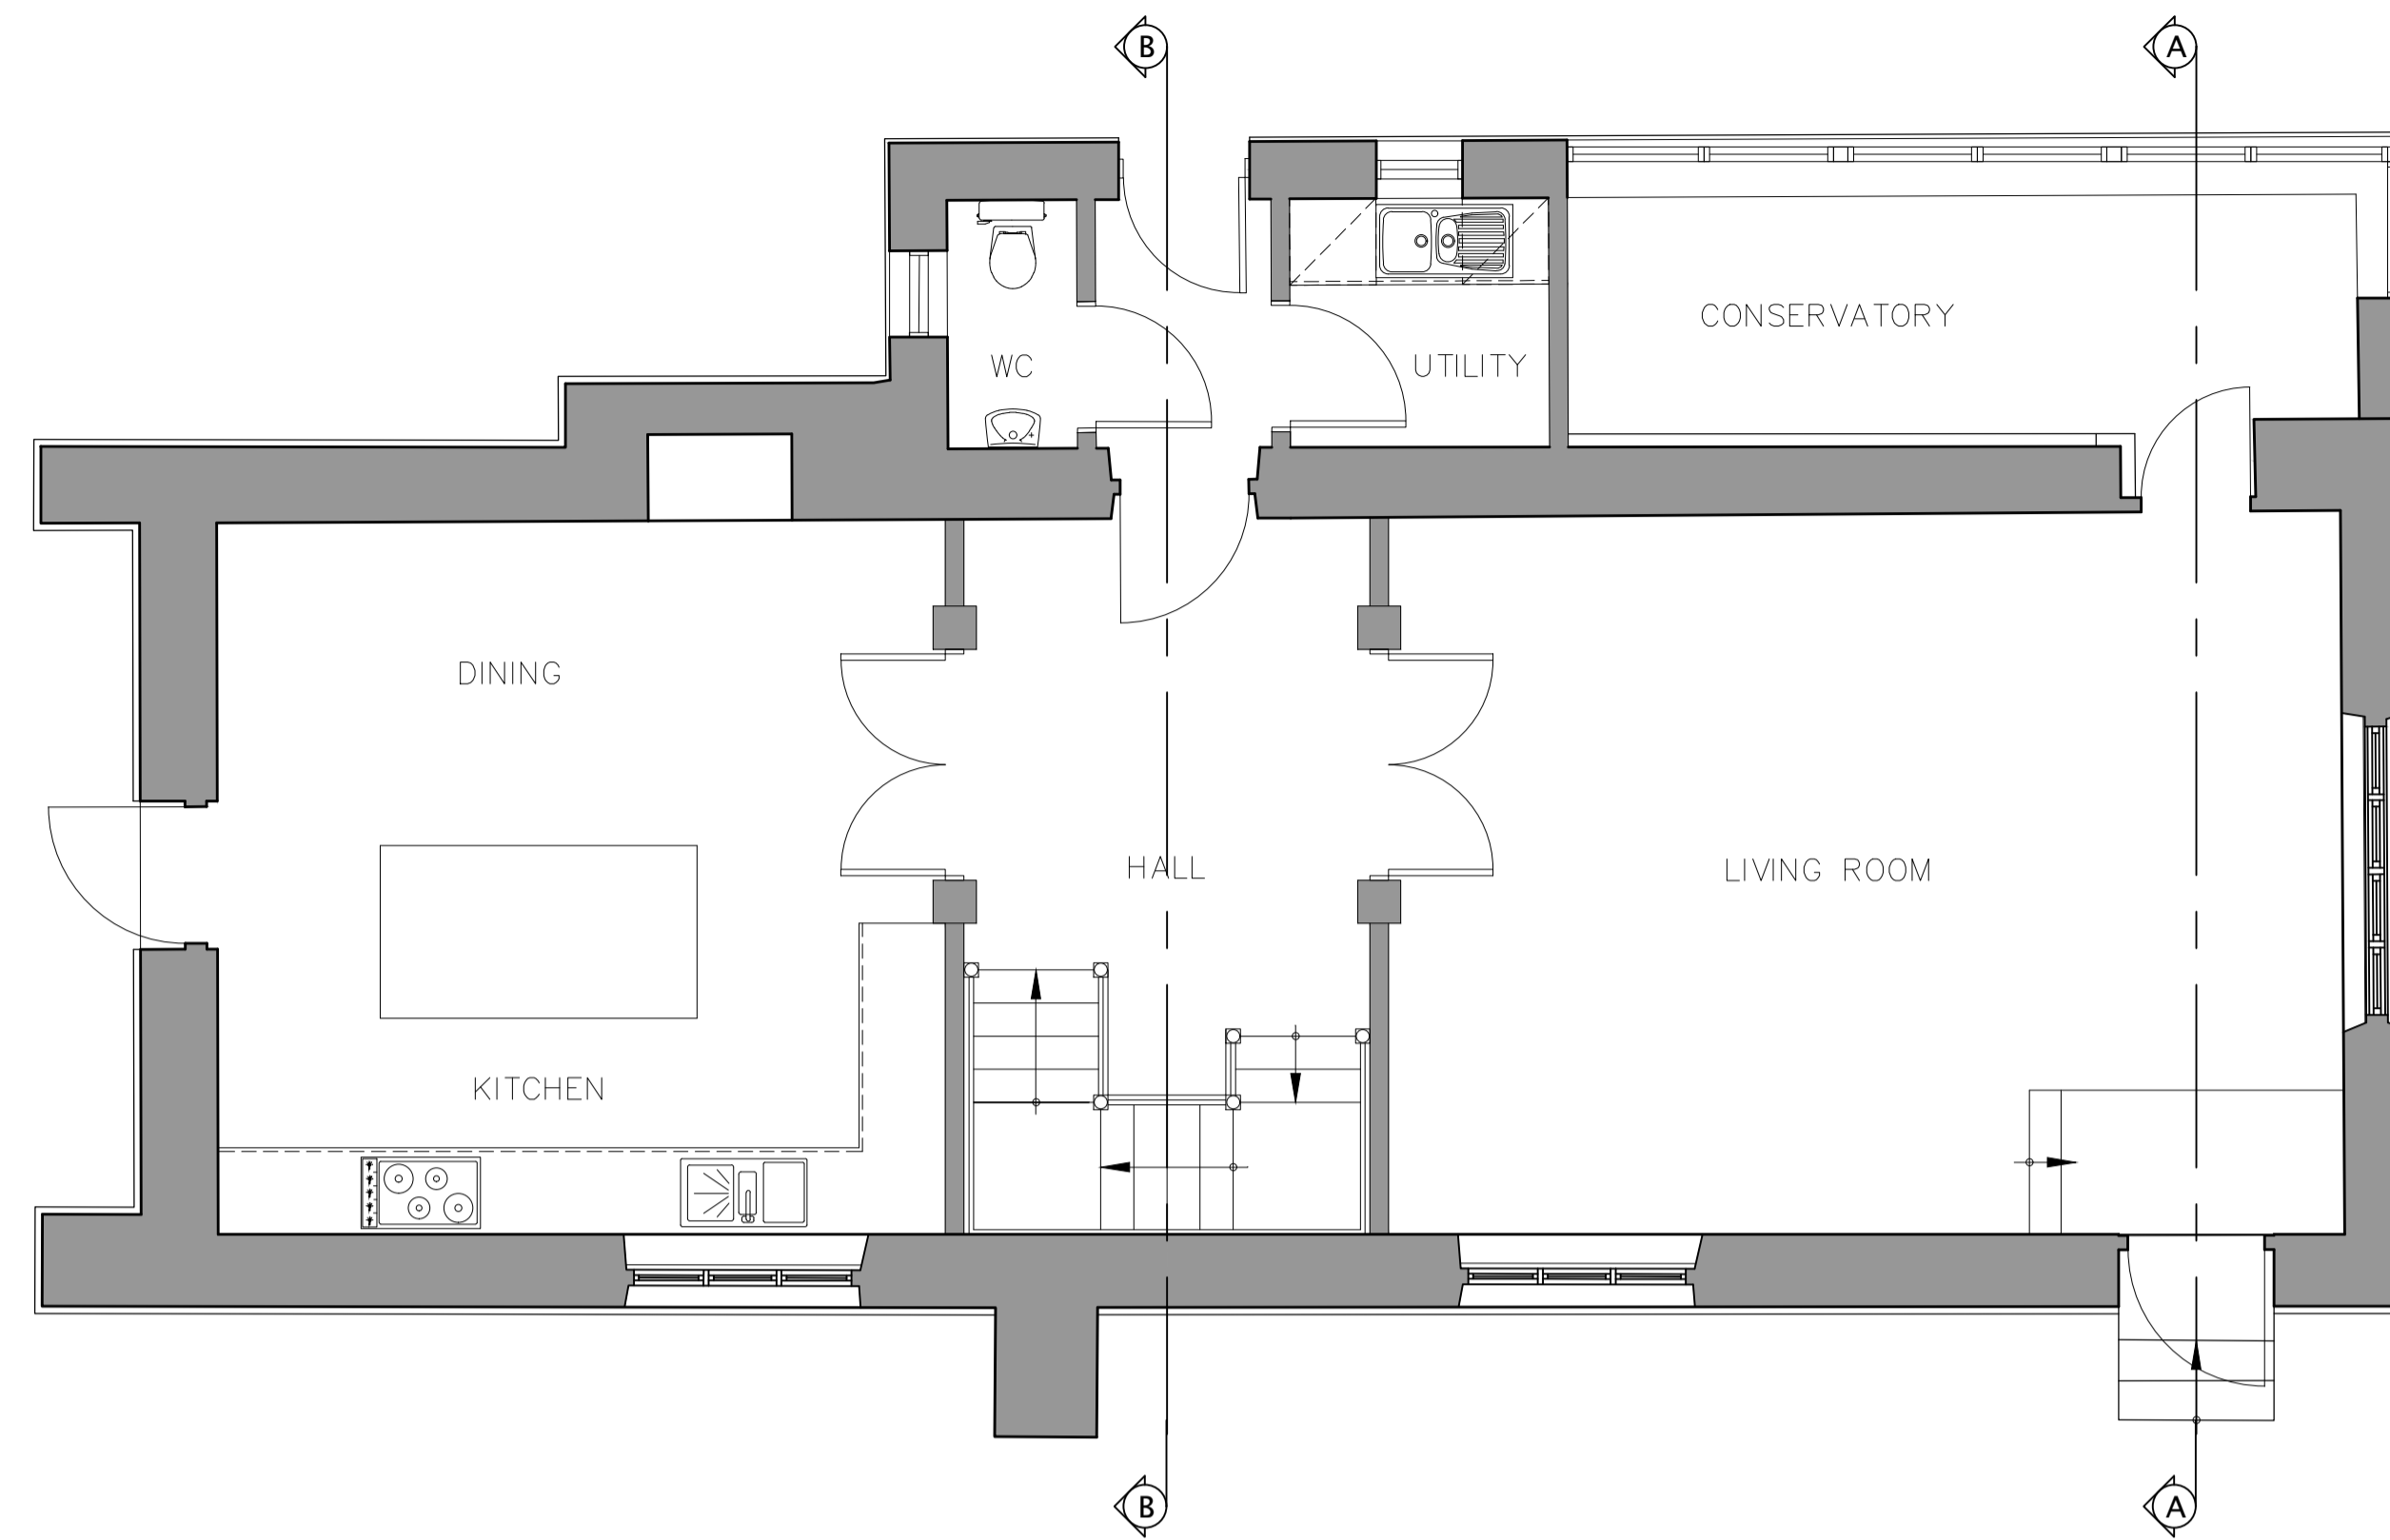 B
A
CONSERVATORY
WC
UTILITY
DINING
HALL
LIVING ROOM
KITCHEN
B
A